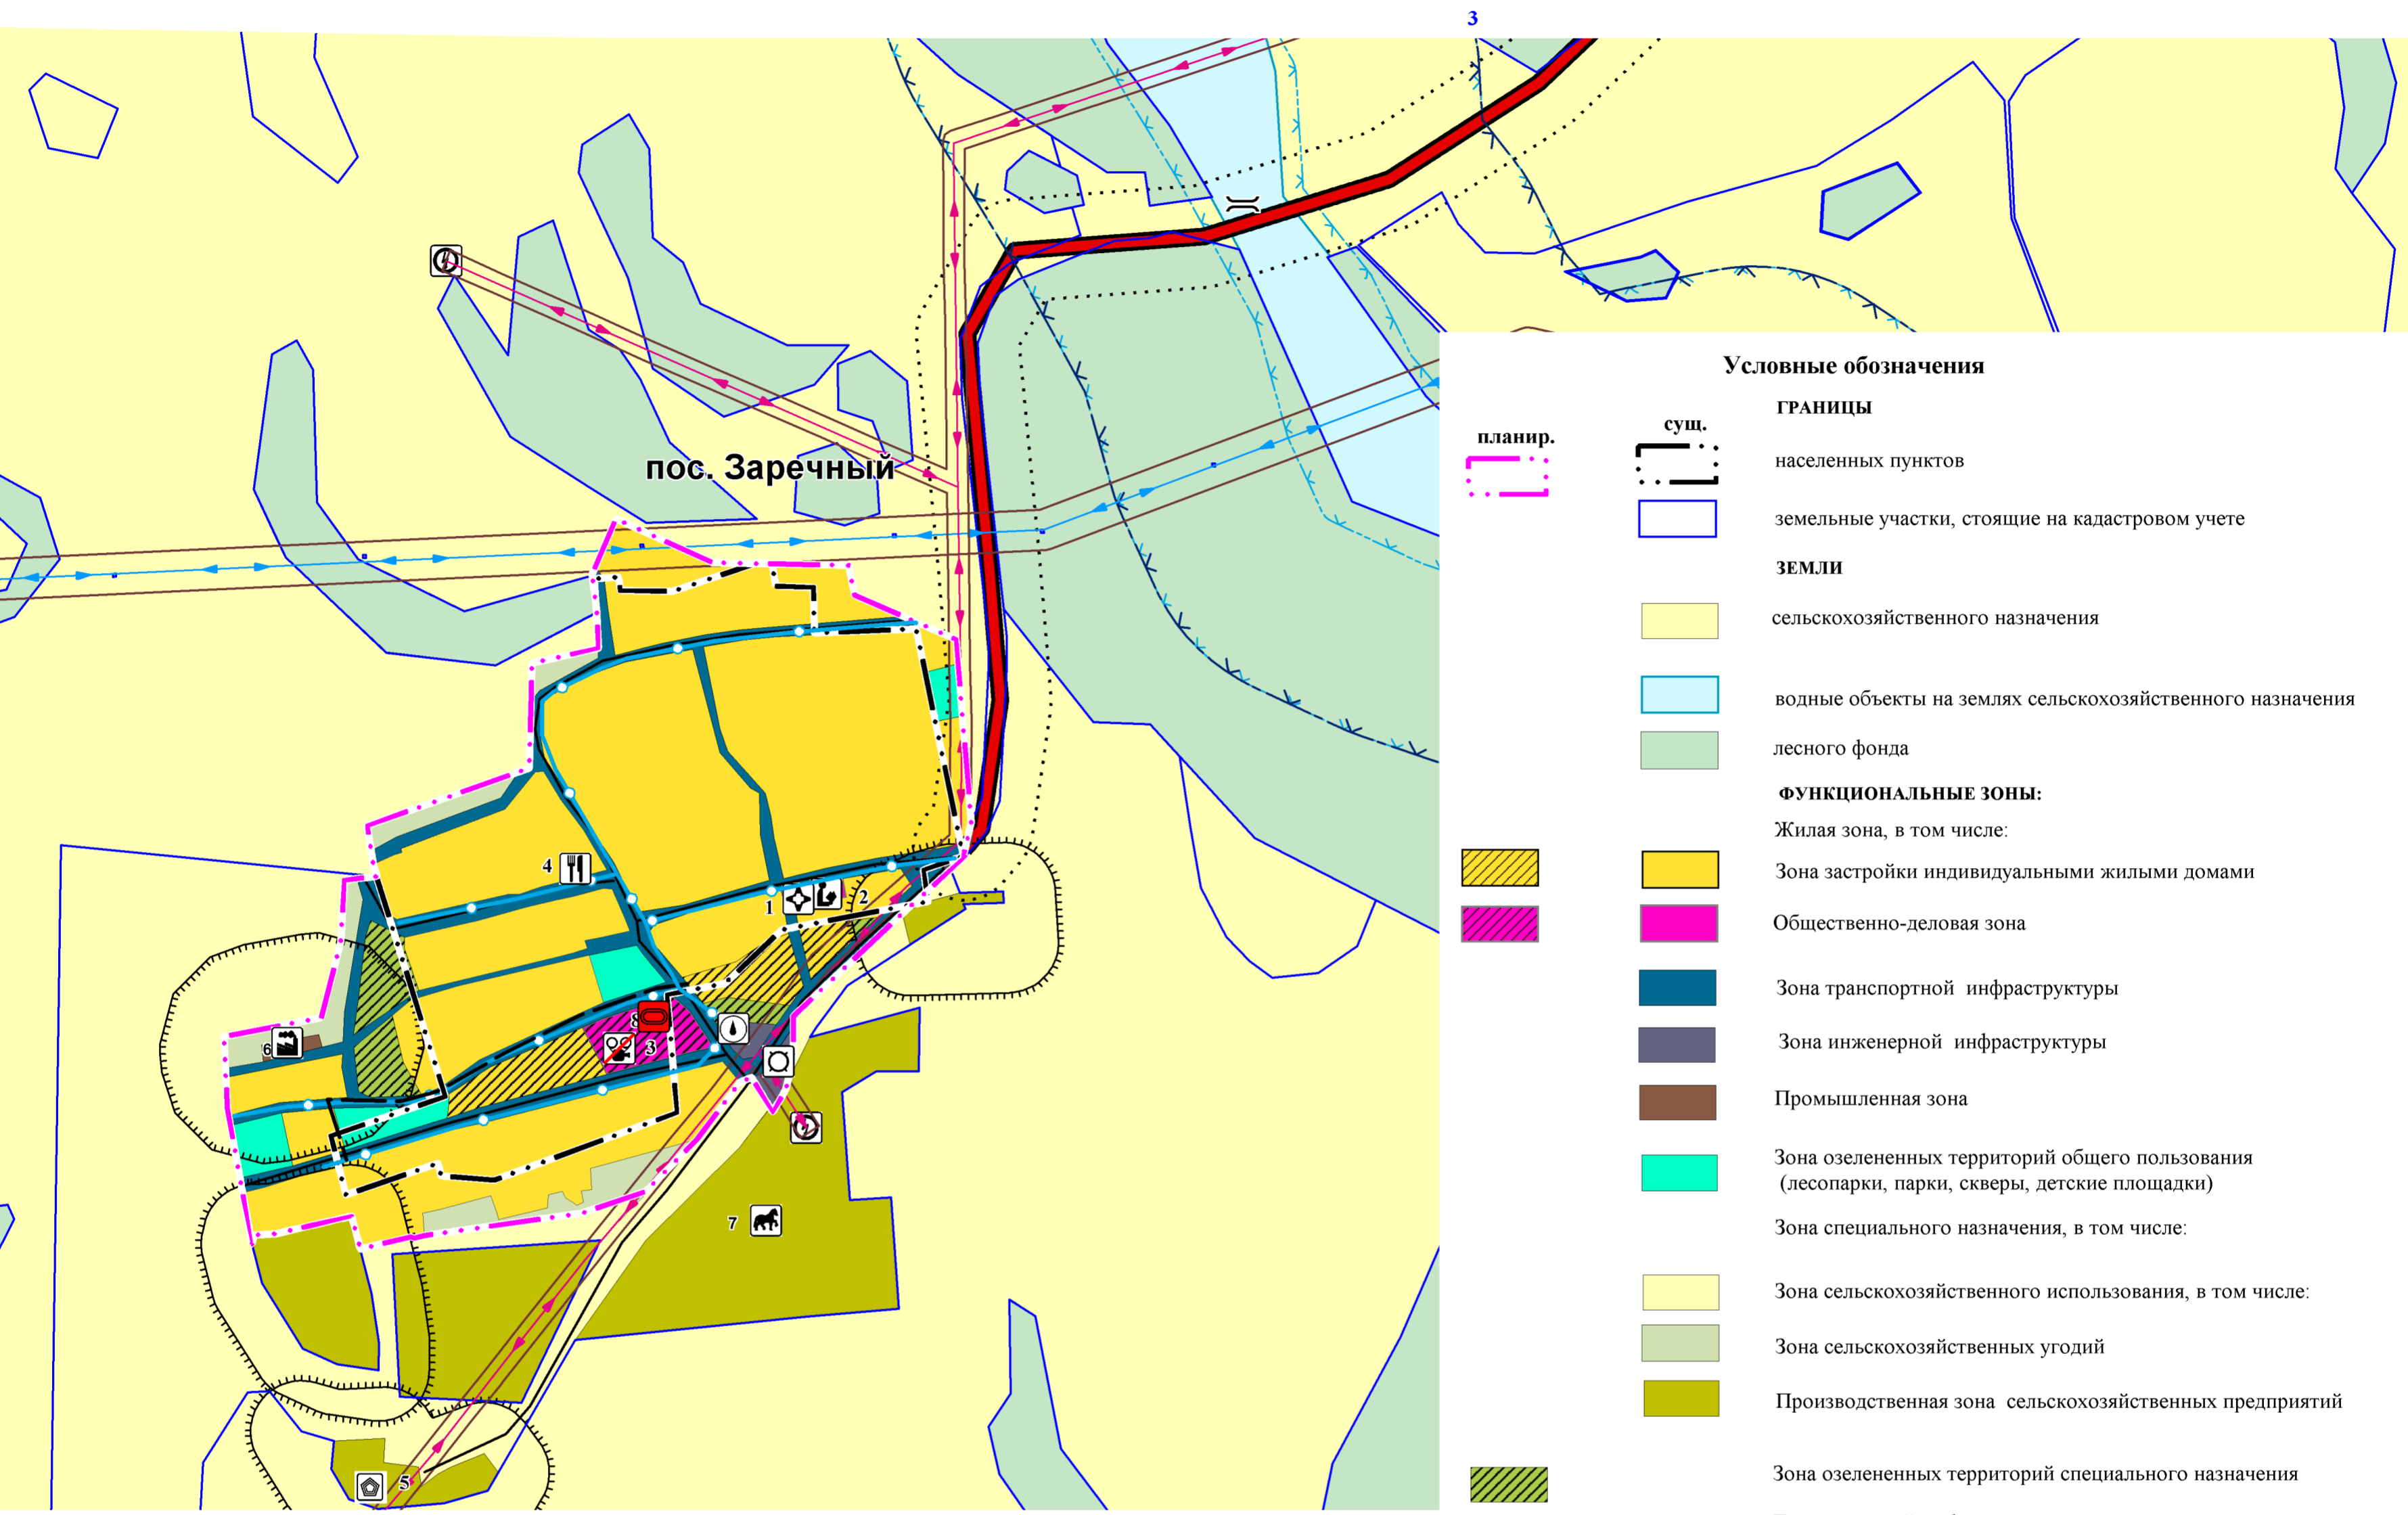 3
пос. Заречный
4
1
2
8
3
6
7
5
Условные обозначения
ГРАНИЦЫ
планир.
сущ.
населенных пунктов
земельные участки, стоящие на кадастровом учете
ЗЕМЛИ
сельскохозяйственного назначения
водные объекты на землях сельскохозяйственного назначения
лесного фонда
ФУНКЦИОНАЛЬНЫЕ ЗОНЫ:
Жилая зона, в том числе:
Зона застройки индивидуальными жилыми домами
Общественно-деловая зона
Зона транспортной инфраструктуры
Зона инженерной инфраструктуры
Промышленная зона
Зона озелененных территорий общего пользования
(лесопарки, парки, скверы, детские площадки)
Зона специального назначения, в том числе:
Зона сельскохозяйственного использования, в том числе:
Зона сельскохозяйственных угодий
Производственная зона сельскохозяйственных предприятий
Зона озелененных территорий специального назначения